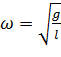 ω = √(g/l)